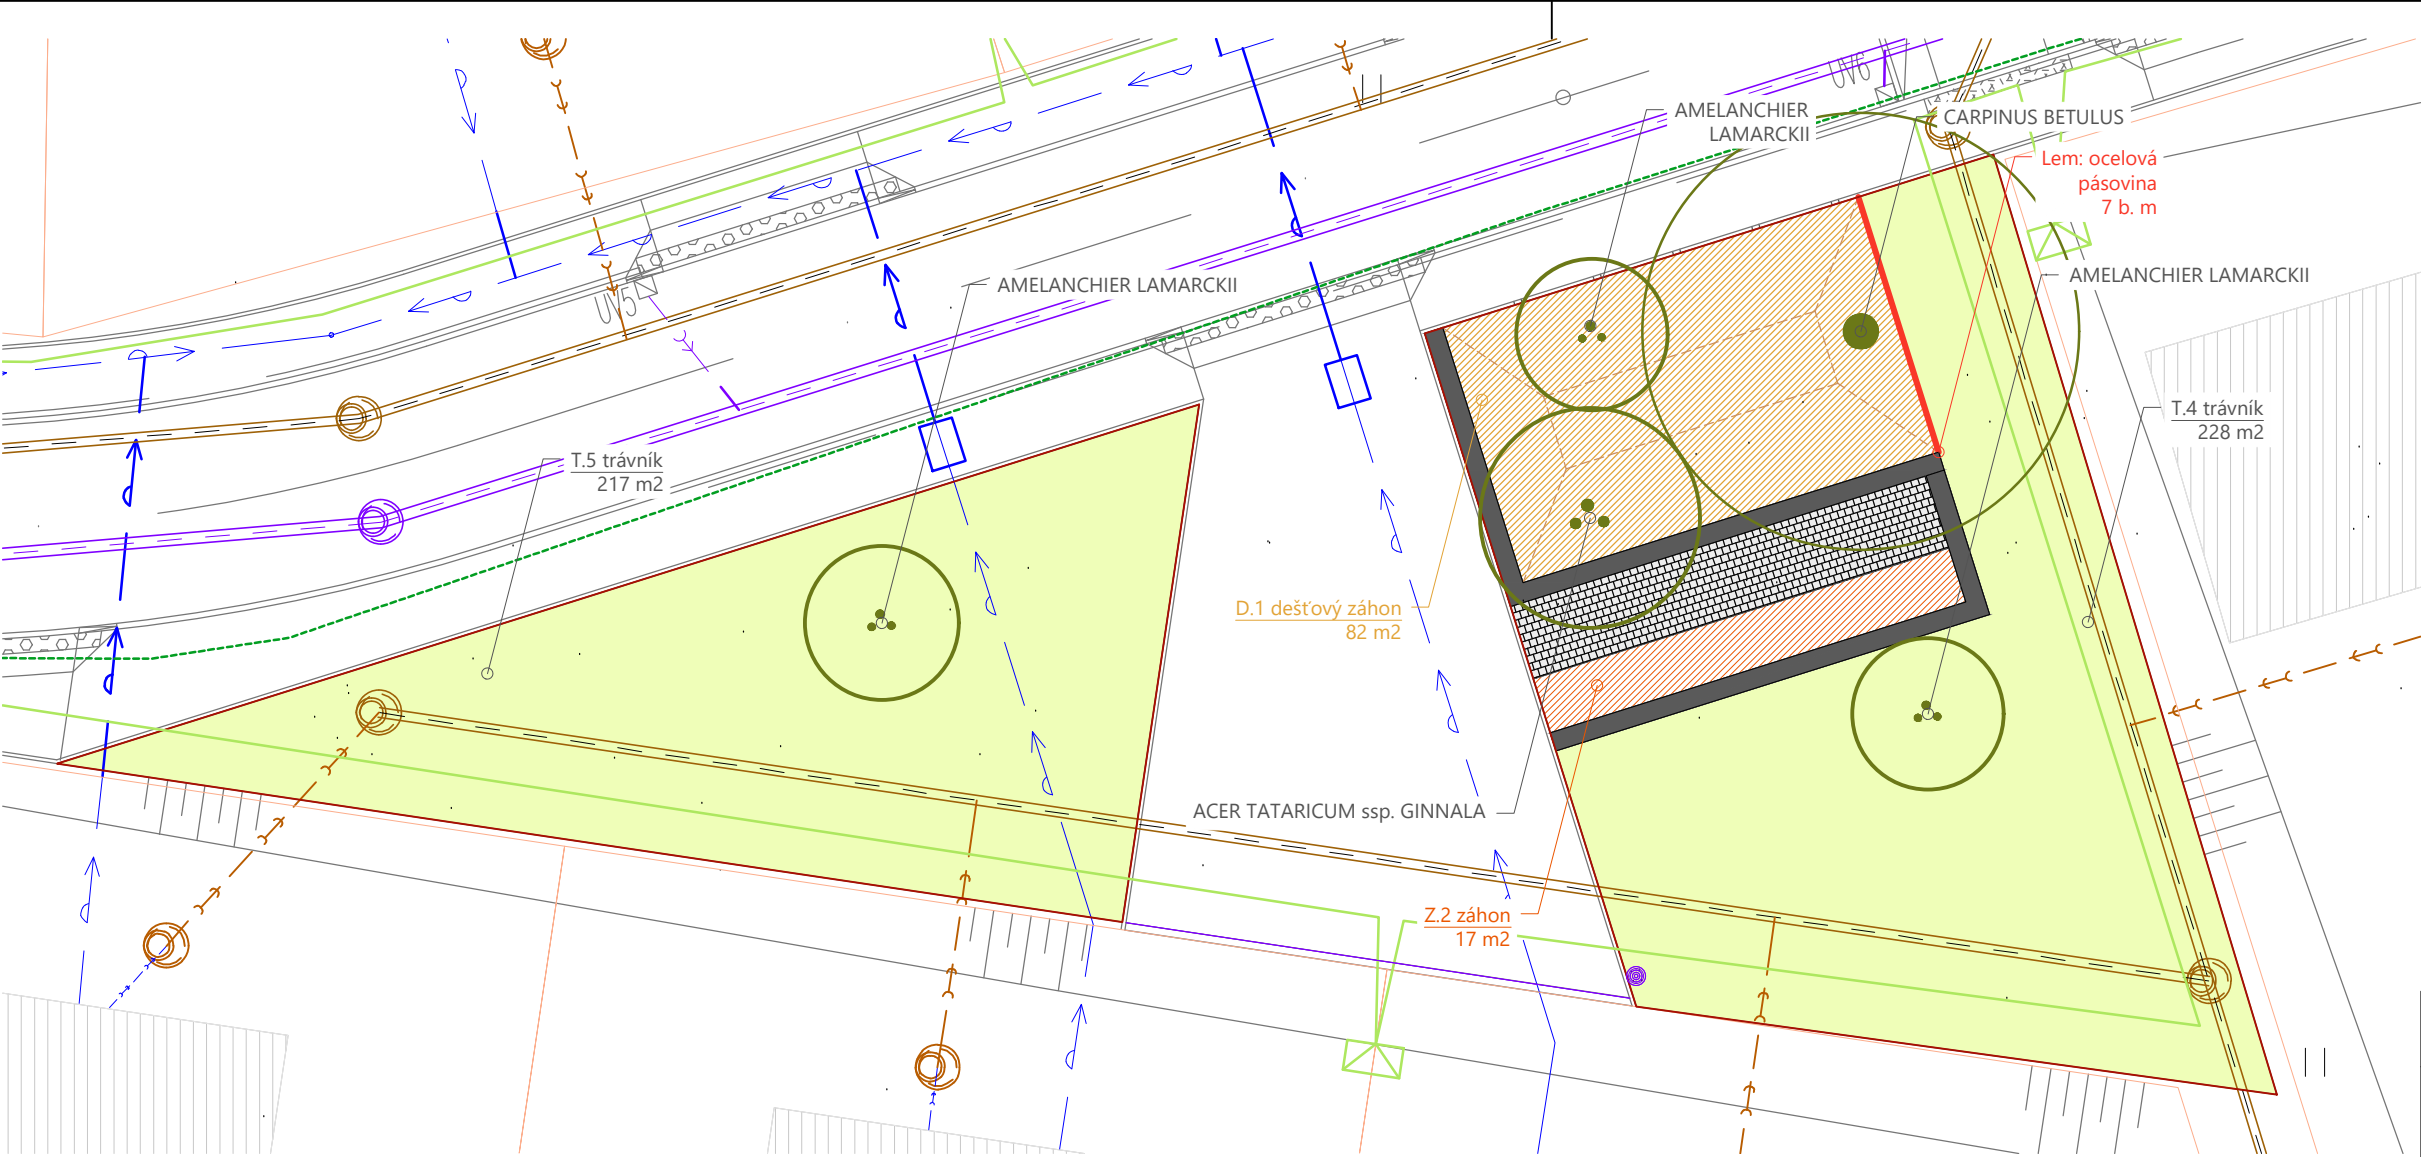 UV6
AMELANCHIER
LAMARCKII
CARPINUS BETULUS
Lem: ocelová
pásovina
7 b. m
AMELANCHIER LAMARCKII
AMELANCHIER LAMARCKII
UV5
T.4 trávník
228 m2
T.5 trávník
217 m2
D.1 dešťový záhon
82 m2
ACER TATARICUM ssp. GINNALA
Z.2 záhon
17 m2